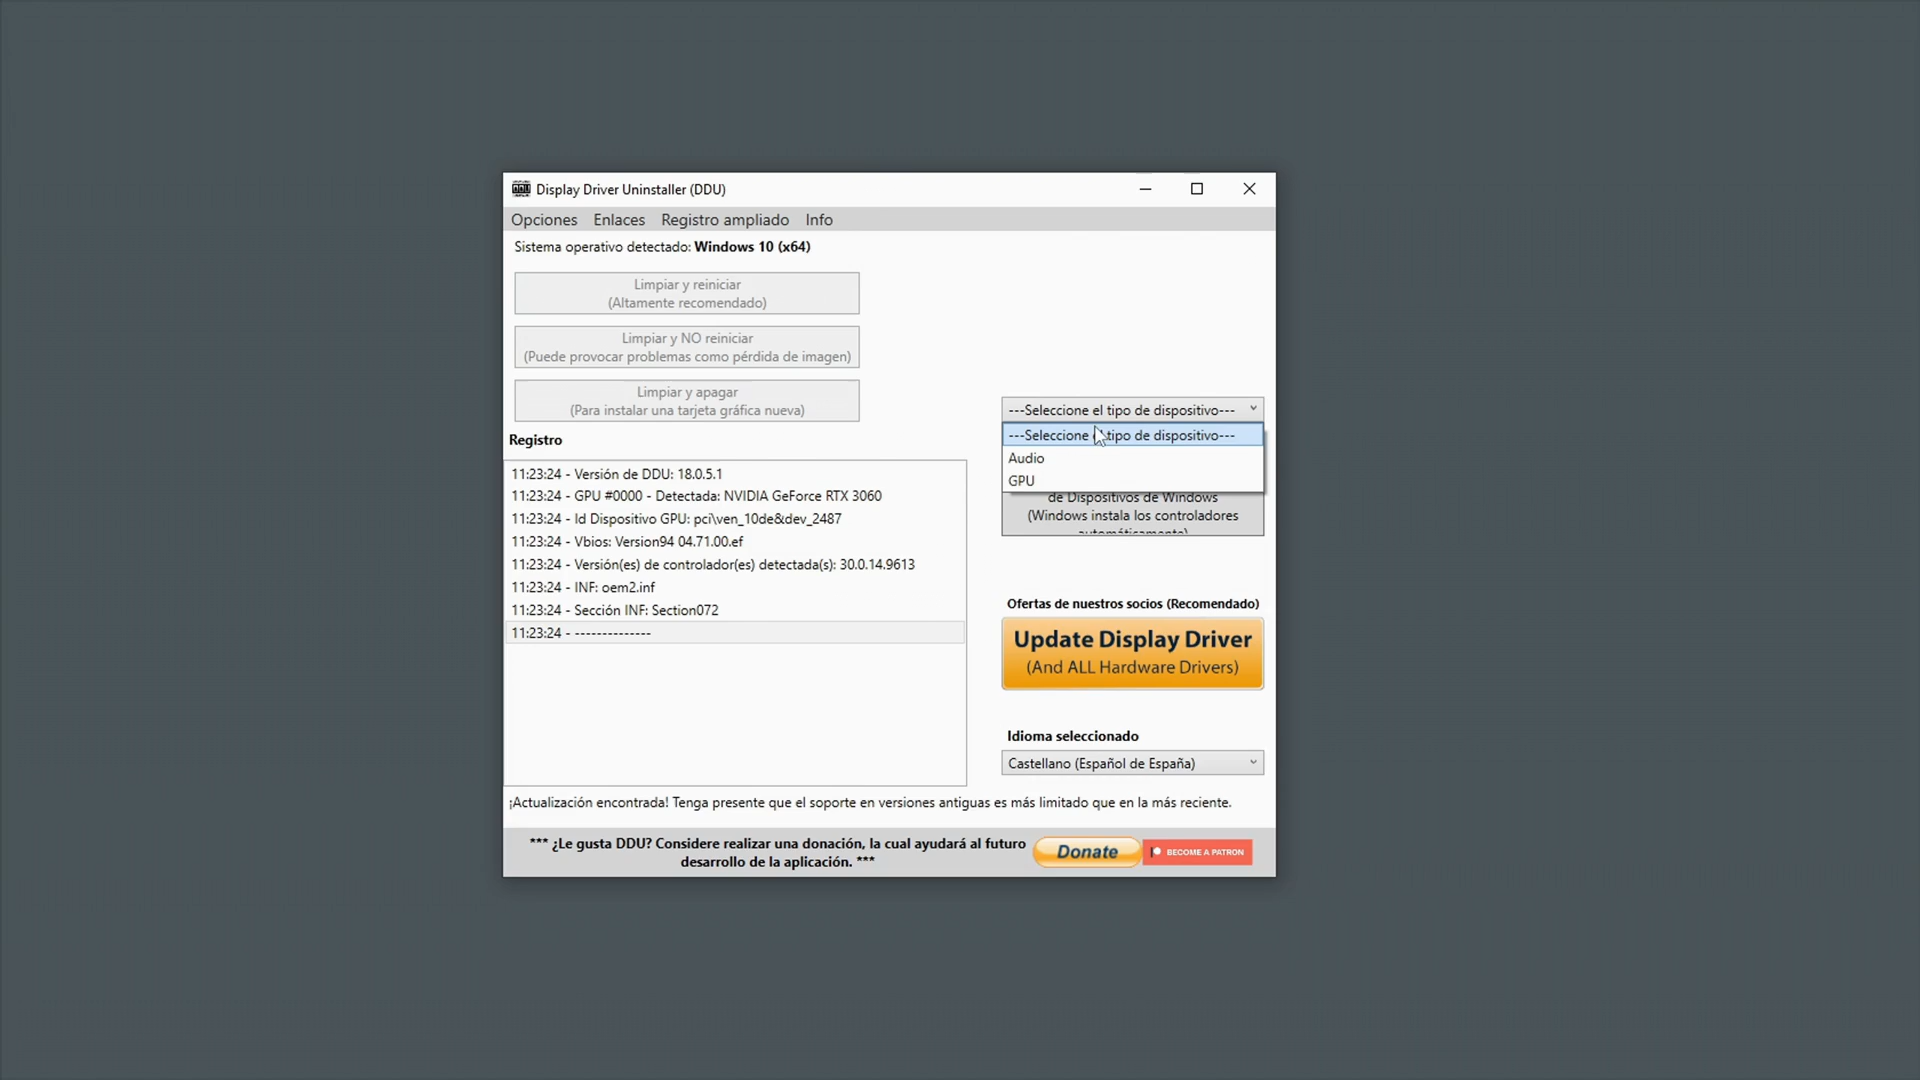 Display Driver Uninstaller (DDU)
Opciones Enlaces Registro ampliado Info
Sistema operativo detectado: Windows 10 (x64)
Limpiar y reiniciar
(Altamente recomendado)
Limpiar y NO reiniciar
(Puede provocar problemas como pérdida de imagen)
Limpiar y apagar
(Para instalar una tarjeta gráfica nueva)
---Seleccione el tipo de dispositivo---
---Seleccione el tipo de dispositivo---
Audio
GPU
de Dispositivos de Windows
(Windows instala los controladores
automáticamente)
Registro
11:23:24 - Versión de DDU: 18.0.5.1
11:23:24 - GPU #0000 - Detectada: NVIDIA GeForce RTX 3060
11:23:24 - Id Dispositivo GPU: pci\ven_10de&dev_2487
11:23:24 - Vbios: Version94 04.71.00.ef
11:23:24 - Versión(es) de controlador(es) detectada(s): 30.0.14.9613
11:23:24 - INF: oem2.inf
11:23:24 - Sección INF: Section072
11:23:24 - --------------
Ofertas de nuestros socios (Recomendado)
Update Display Driver
(And ALL Hardware Drivers)
Idioma seleccionado
Castellano (Español de España)
¡Actualización encontrada! Tenga presente que el soporte en versiones antiguas es más limitado que en la más reciente.
*** ¿Le gusta DDU? Considere realizar una donación, la cual ayudará al futuro
desarrollo de la aplicación. ***
Donate
BECOME A PATRON